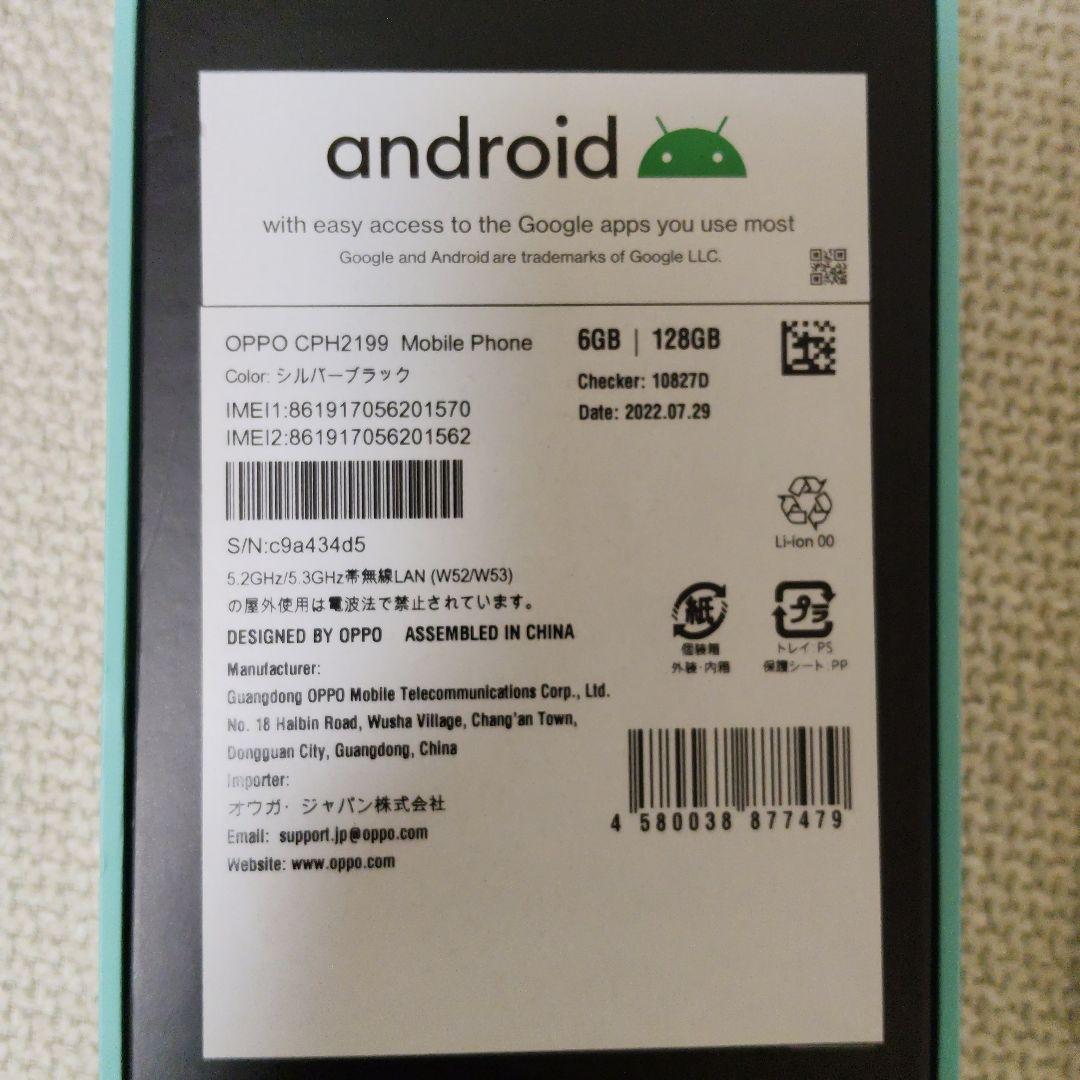 android
with easy access to the Google apps you use most
Google and Android are trademarks of Google LLC.
OPPO CPH2199 Mobile Phone
6GB | 128GB
Color: シルバーブラック
Checker: 10827D
IMEI1:861917056201570
Date: 2022.07.29
IMEI2:861917056201562
S/N:c9a434d5
Li-ion 00
5.2GHz/5.3GHz帯無線LAN (W52/W53)
の屋外使用は電波法で禁止されています。
DESIGNED BY OPPO ASSEMBLED IN CHINA
紙
個装箱
外装・内箱
プラ
トレイ:PS
保護シート:PP
Manufacturer:
Guangdong OPPO Mobile Telecommunications Corp., Ltd.
No. 18 Haibin Road, Wusha Village, Chang'an Town,
Dongguan City, Guangdong, China
Importer:
オウガ・ジャパン株式会社
Email: support.jp@oppo.com
Website: www.oppo.com
4 580038 877479